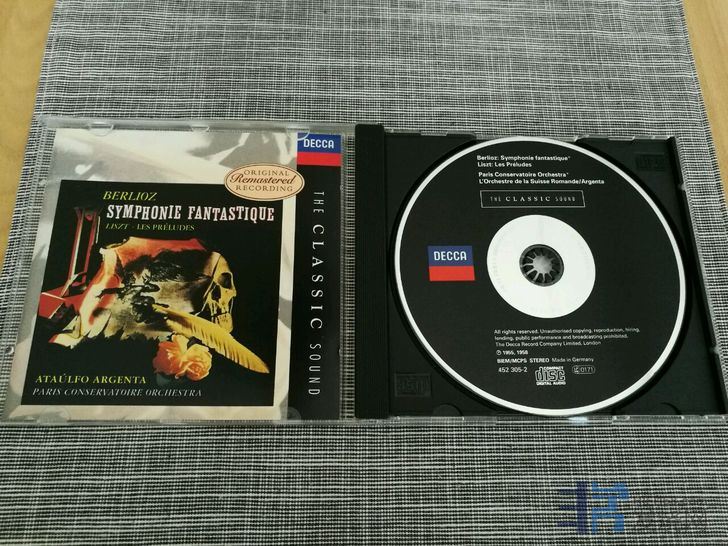 DECCA
ORIGINAL
Remastered
RECORDING
BERLIOZ
SYMPHONIE FANTASTIQUE
LISZT · LES PRÉLUDES
ATAÚLFO ARGENTA
PARIS CONSERVATOIRE ORCHESTRA
THE CLASSIC SOUND
Berlioz: Symphonie fantastique*
Liszt: Les Préludes
Paris Conservatoire Orchestra*
L'Orchestre de la Suisse Romande/Argenta
THE CLASSIC SOUND
DECCA
All rights reserved. Unauthorised copying, reproduction, hiring,
lending, public performance and broadcasting prohibited.
The Decca Record Company Limited, London
℗ 1955, 1958
BIEM/MCPS STEREO Made in Germany
452 305-2
COMPACT
disc
DIGITAL AUDIO
LC 0171